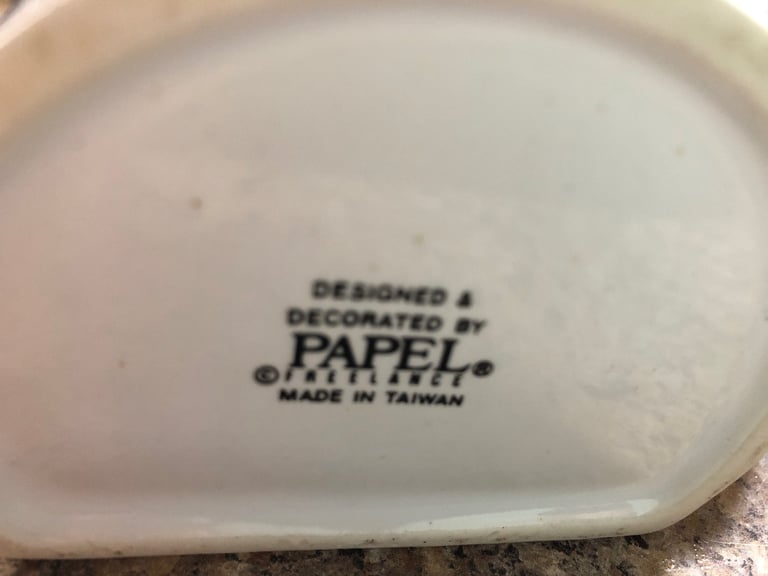 DESIGNED &
DECORATED BY
PAPEL®
©FREELANCE
MADE IN TAIWAN